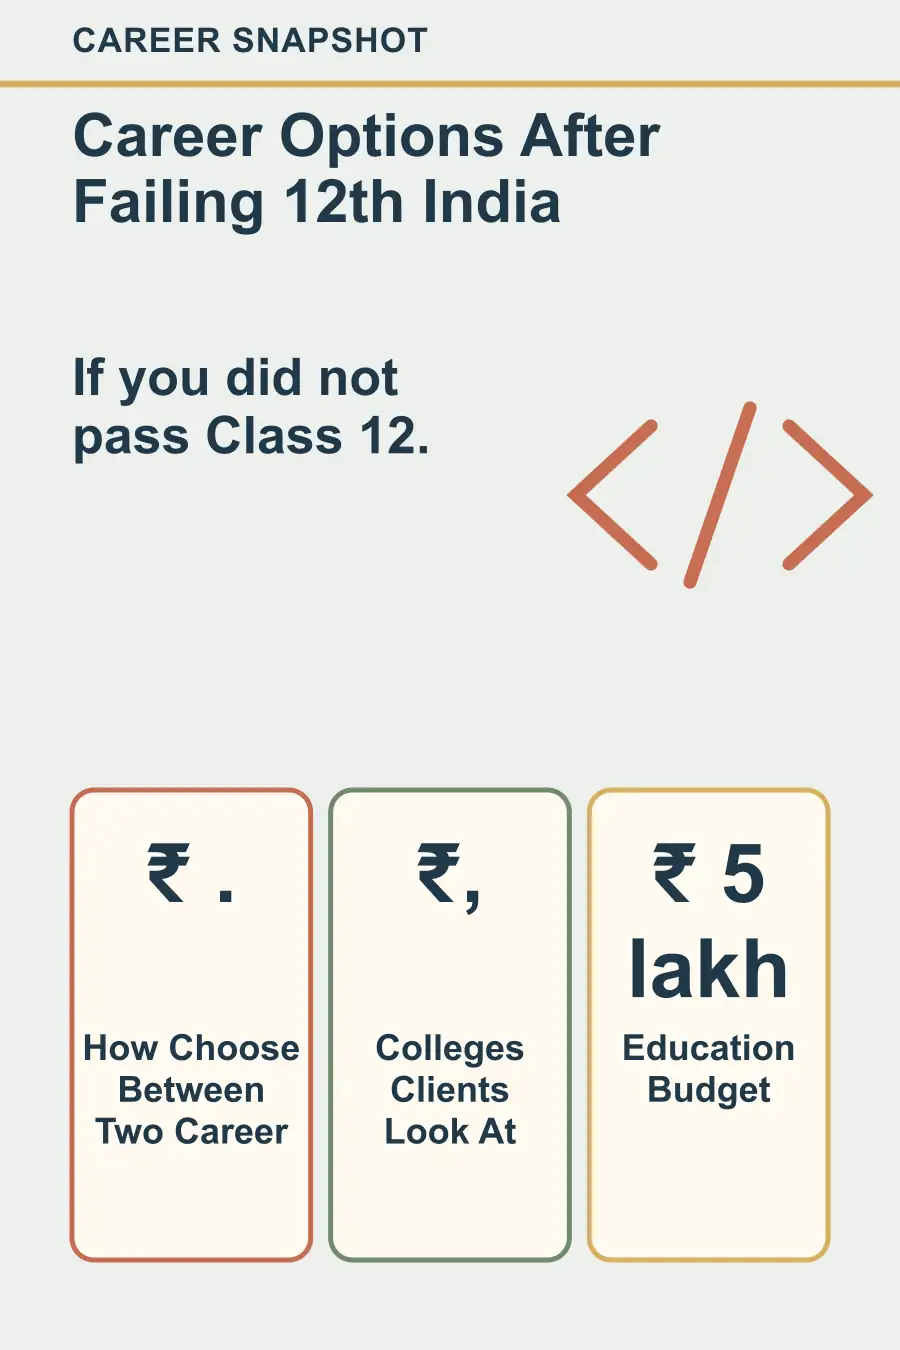 CAREER SNAPSHOT
Career Options After
Failing 12th India
If you did not
pass Class 12.
</>
₹ .
How Choose
Between
Two Career
₹,
Colleges
Clients
Look At
₹ 5
lakh
Education
Budget